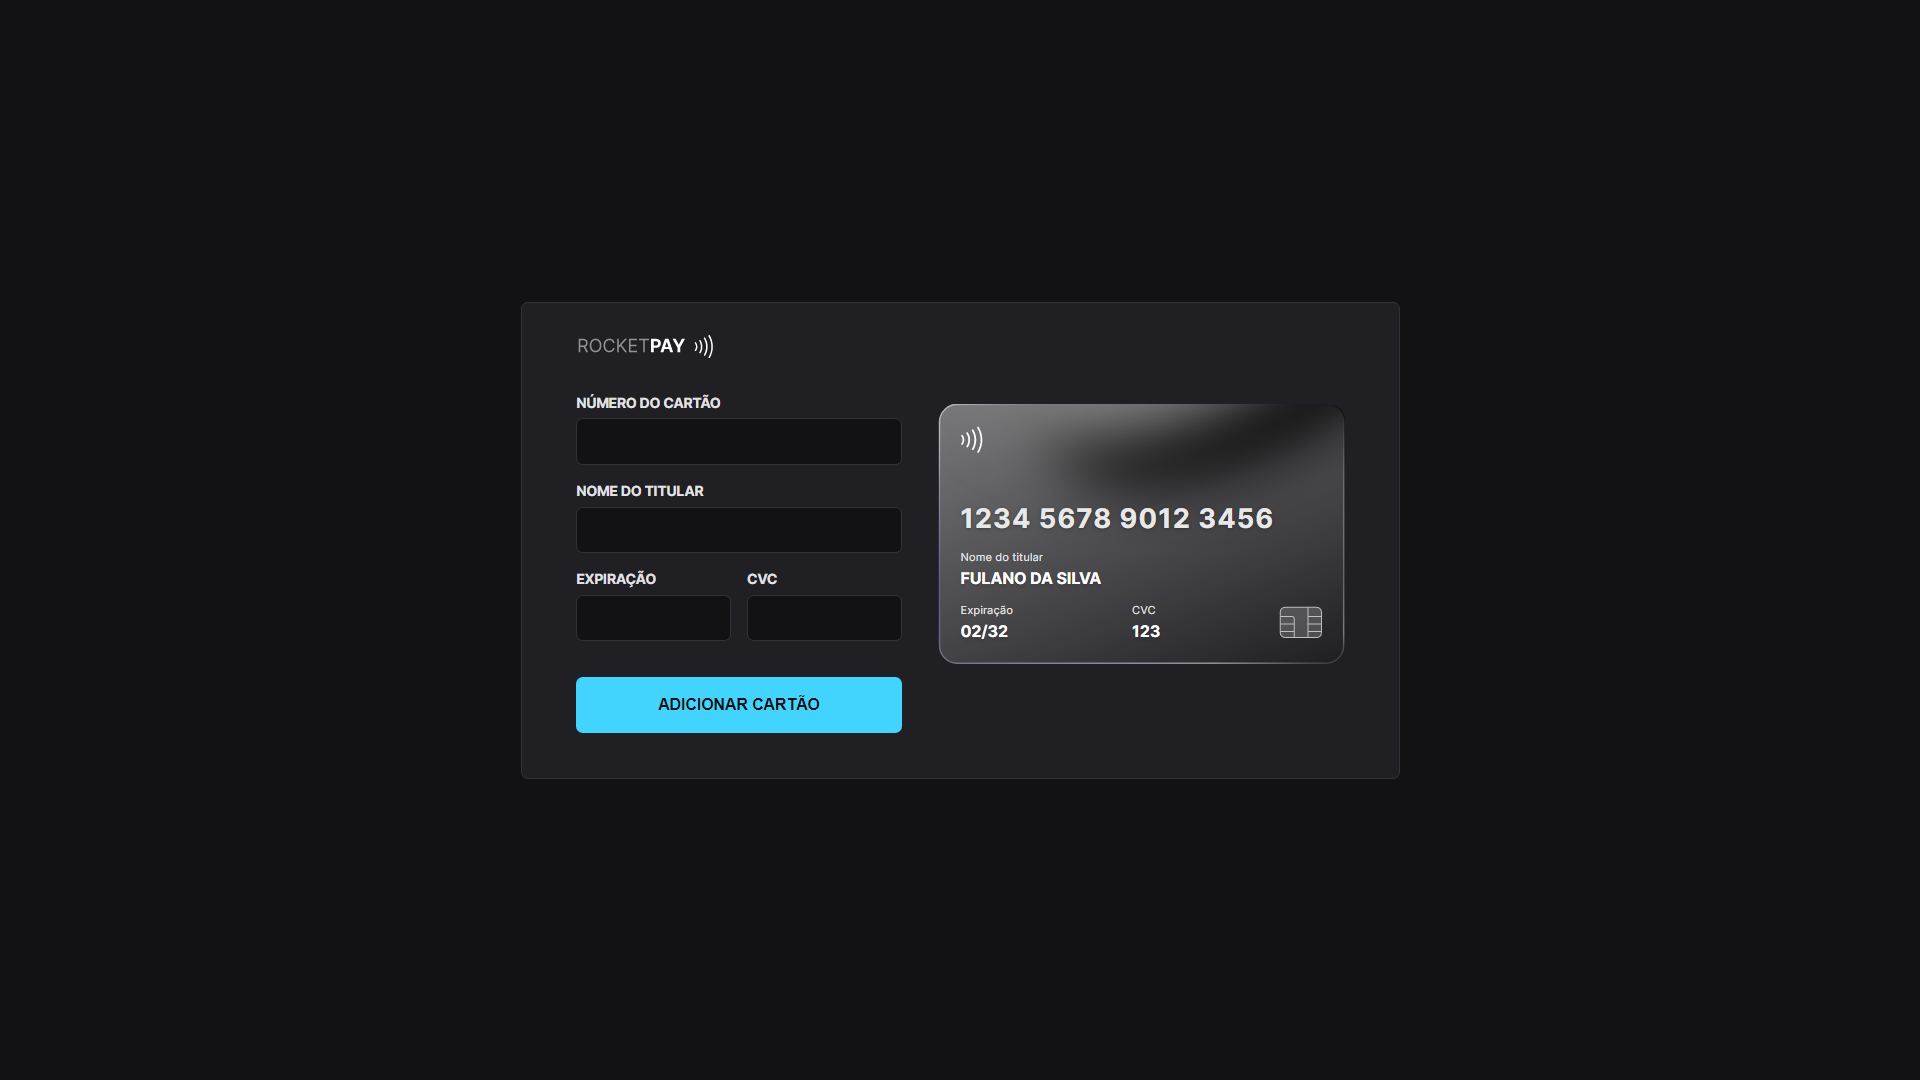 ROCKETPAY
NÚMERO DO CARTÃO
NOME DO TITULAR
EXPIRAÇÃO CVC
ADICIONAR CARTÃO
1234 5678 9012 3456
Nome do titular
FULANO DA SILVA
Expiração CVC
02/32 123